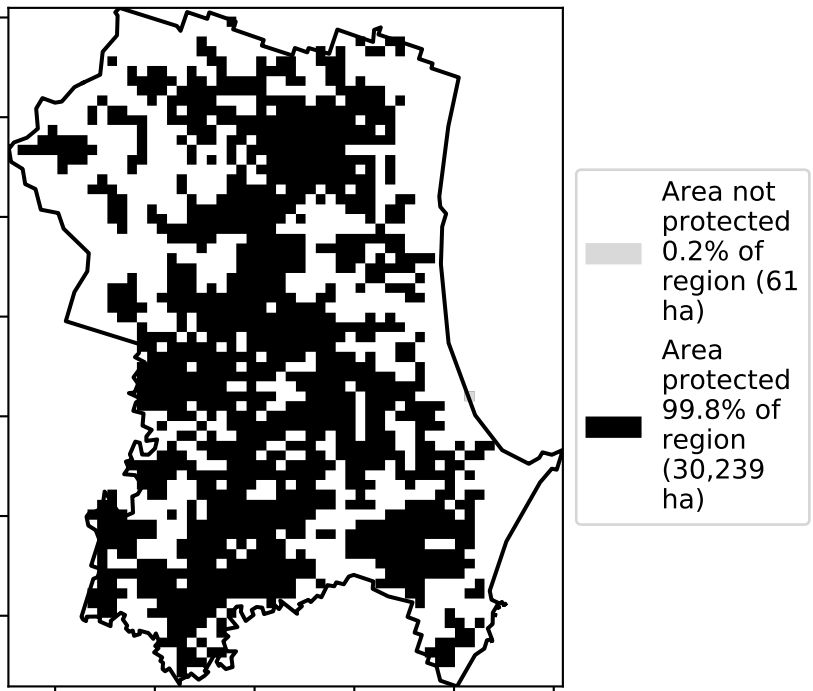 Area not
protected
0.2% of
region (61
ha)
Area
protected
99.8% of
region
(30,239
ha)